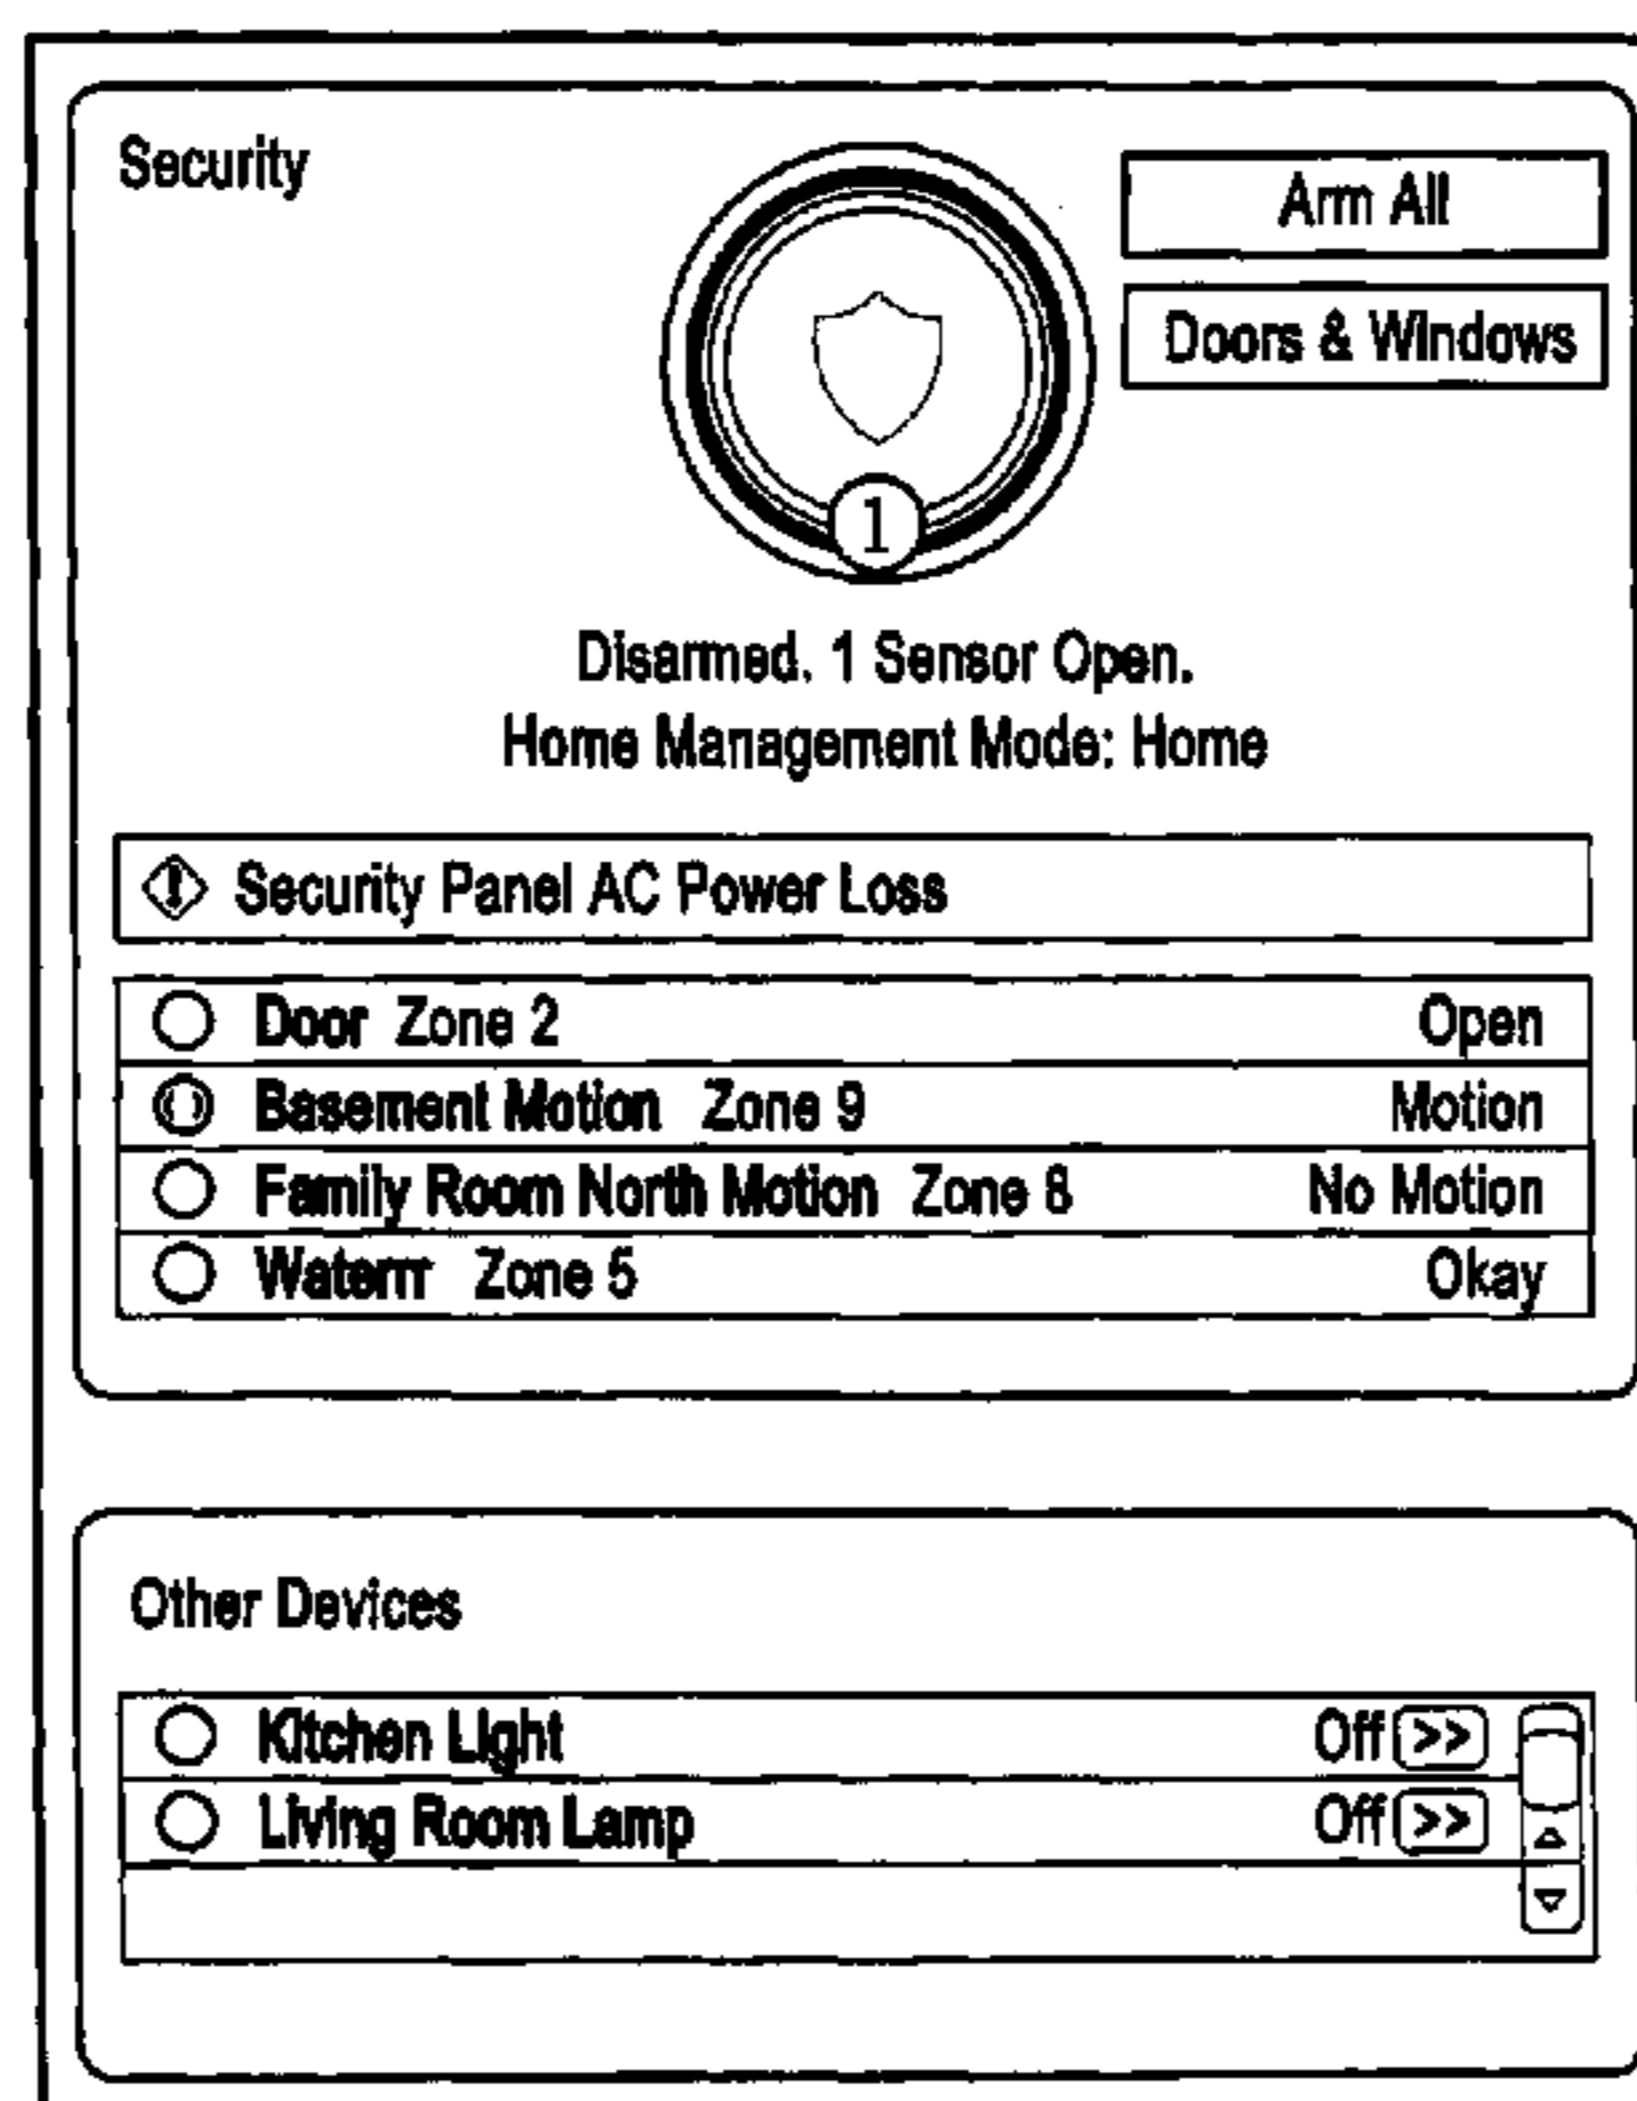 Security
Arm All
Doors & Windows
1
Disarmed. 1 Sensor Open.
Home Management Mode: Home
Security Panel AC Power Loss
Door Zone 2 Open
Basement Motion Zone 9 Motion
Family Room North Motion Zone 8 No Motion
Waterrr Zone 5 Okay
Other Devices
Kitchen Light Off >>
Living Room Lamp Off >>